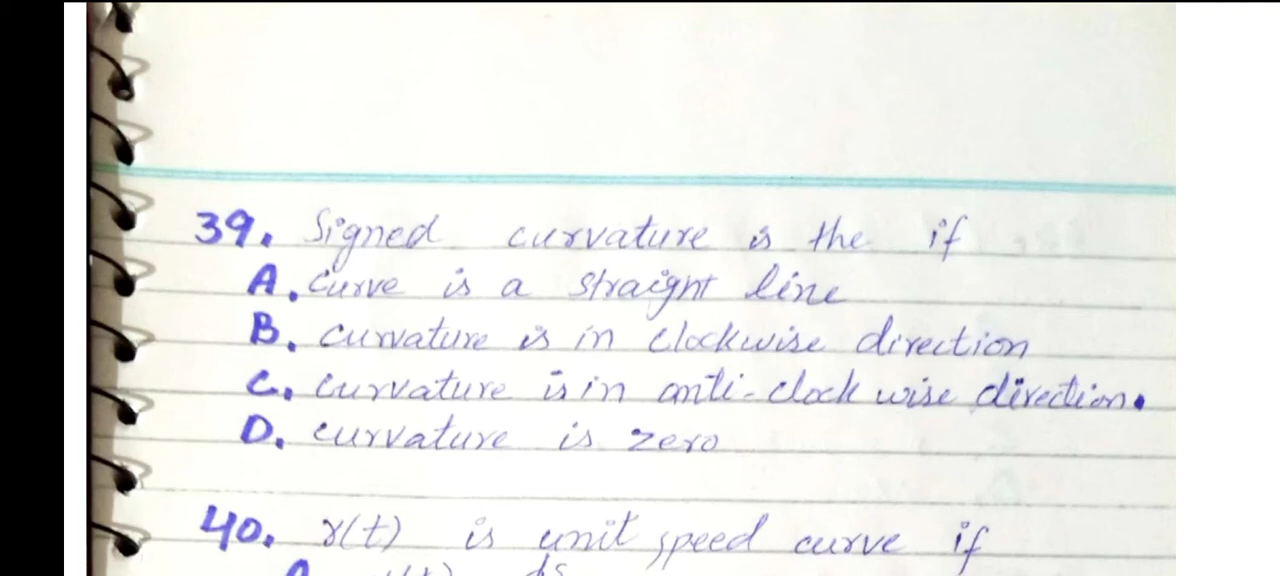 39. Signed curvature is the if
A. Curve is a straight line
B. curvature is in clockwise direction
C. curvature is in anti-clock wise direction.
D. curvature is zero
40. γ(t) is unit speed curve if
A.